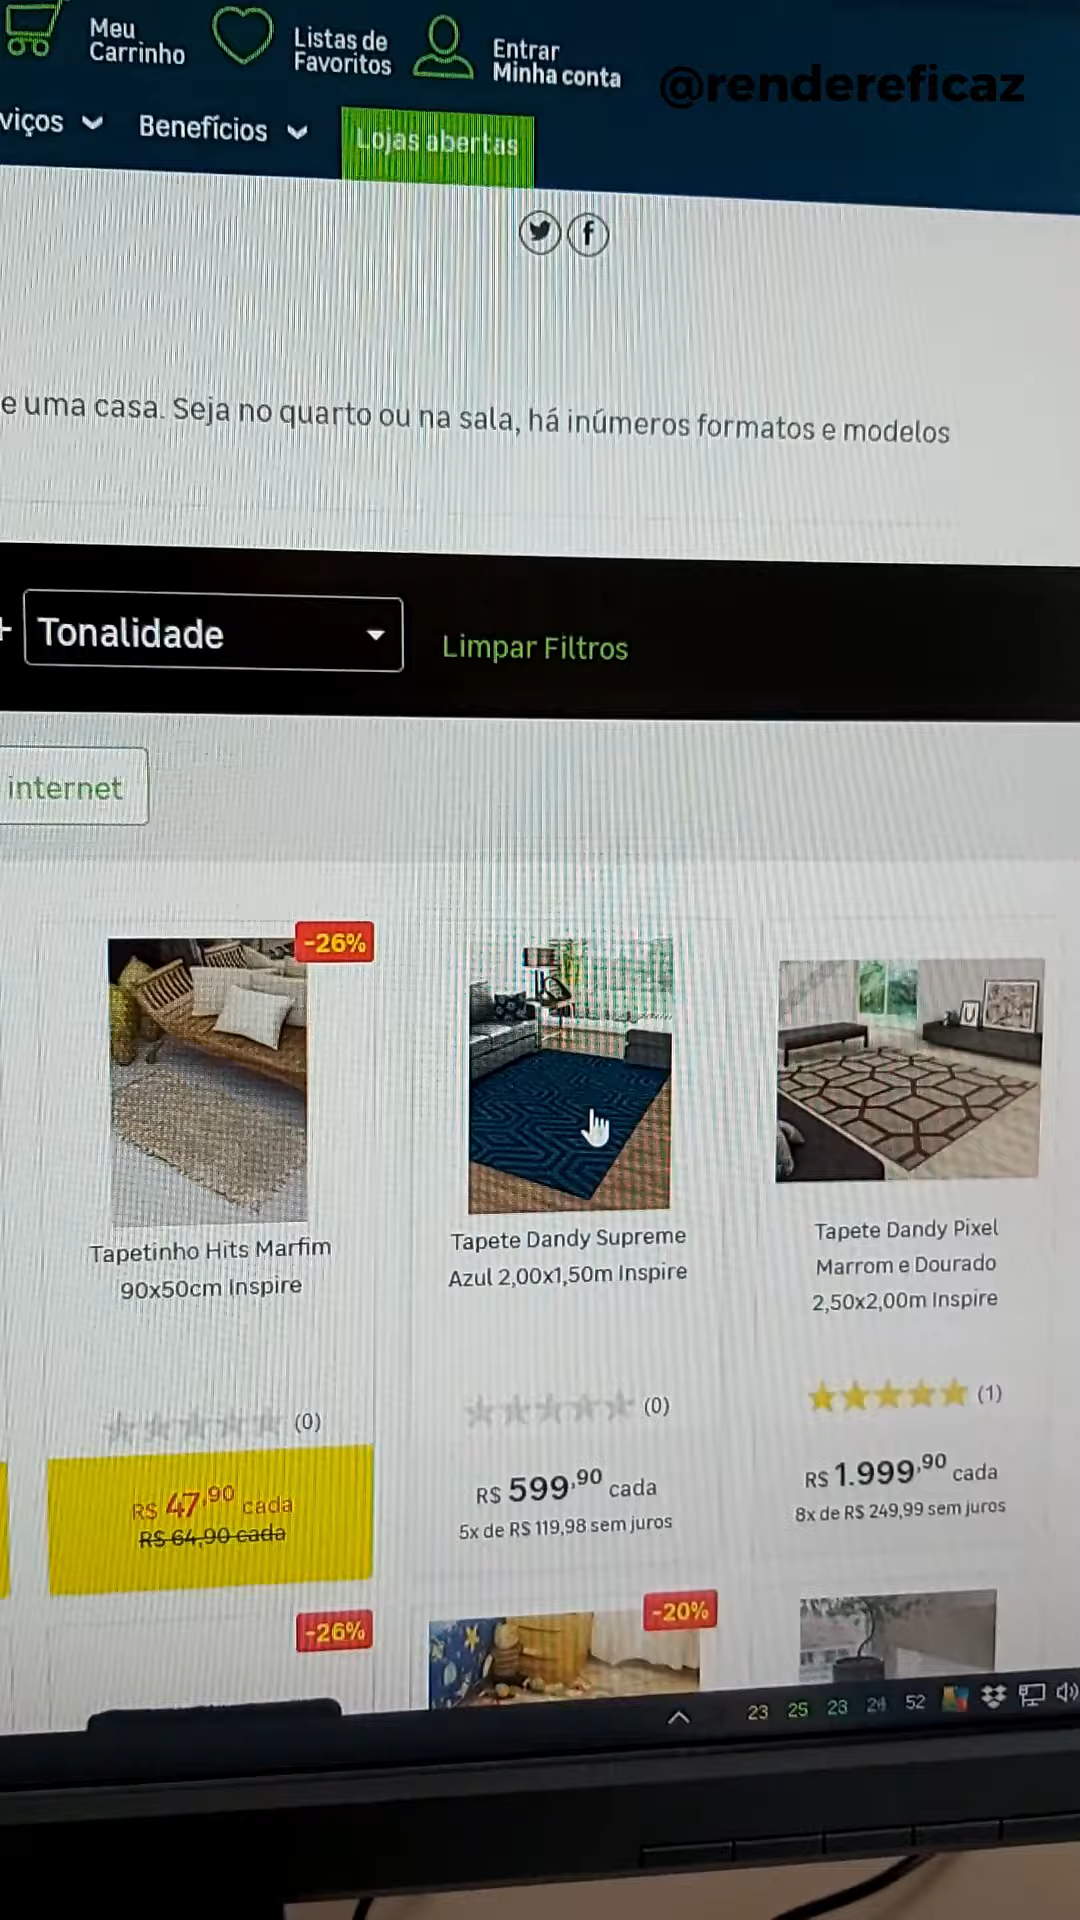 Meu
Carrinho
Listas de
Favoritos
Entrar
Minha conta
@rendereficaz
viços
Benefícios
Lojas abertas
e uma casa. Seja no quarto ou na sala, há inúmeros formatos e modelos
+
Tonalidade
Limpar Filtros
internet
-26%
Tapetinho Hits Marfim
90x50cm Inspire
(0)
R$ 47,90 cada
R$ 64,90 cada
Tapete Dandy Supreme
Azul 2,00x1,50m Inspire
(0)
R$ 599,90 cada
5x de R$ 119,98 sem juros
Tapete Dandy Pixel
Marrom e Dourado
2,50x2,00m Inspire
(1)
R$ 1.999,90 cada
8x de R$ 249,99 sem juros
-26%
-20%
23 25 23 24 52